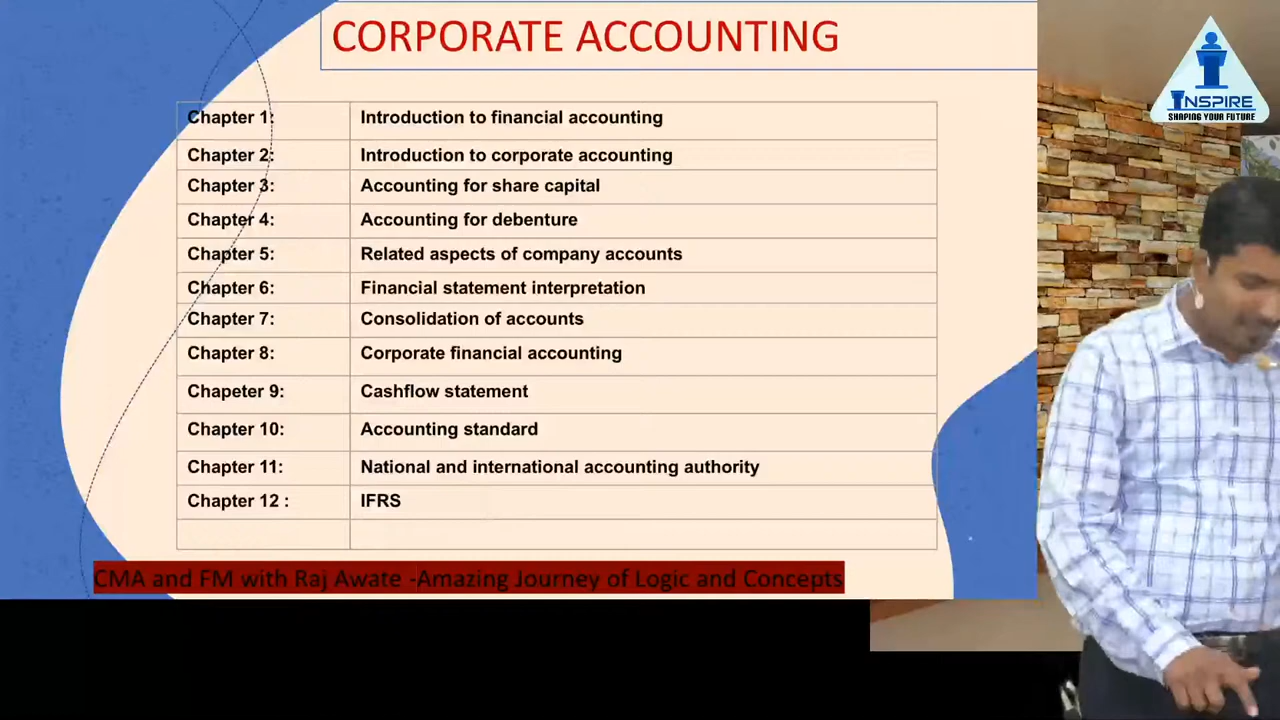 CORPORATE ACCOUNTING
INSPIRE
SHAPING YOUR FUTURE
Chapter 1: Introduction to financial accounting
Chapter 2: Introduction to corporate accounting
Chapter 3: Accounting for share capital
Chapter 4: Accounting for debenture
Chapter 5: Related aspects of company accounts
Chapter 6: Financial statement interpretation
Chapter 7: Consolidation of accounts
Chapter 8: Corporate financial accounting
Chapeter 9: Cashflow statement
Chapter 10: Accounting standard
Chapter 11: National and international accounting authority
Chapter 12 : IFRS
CMA and FM with Raj Awate -Amazing Journey of Logic and Concepts